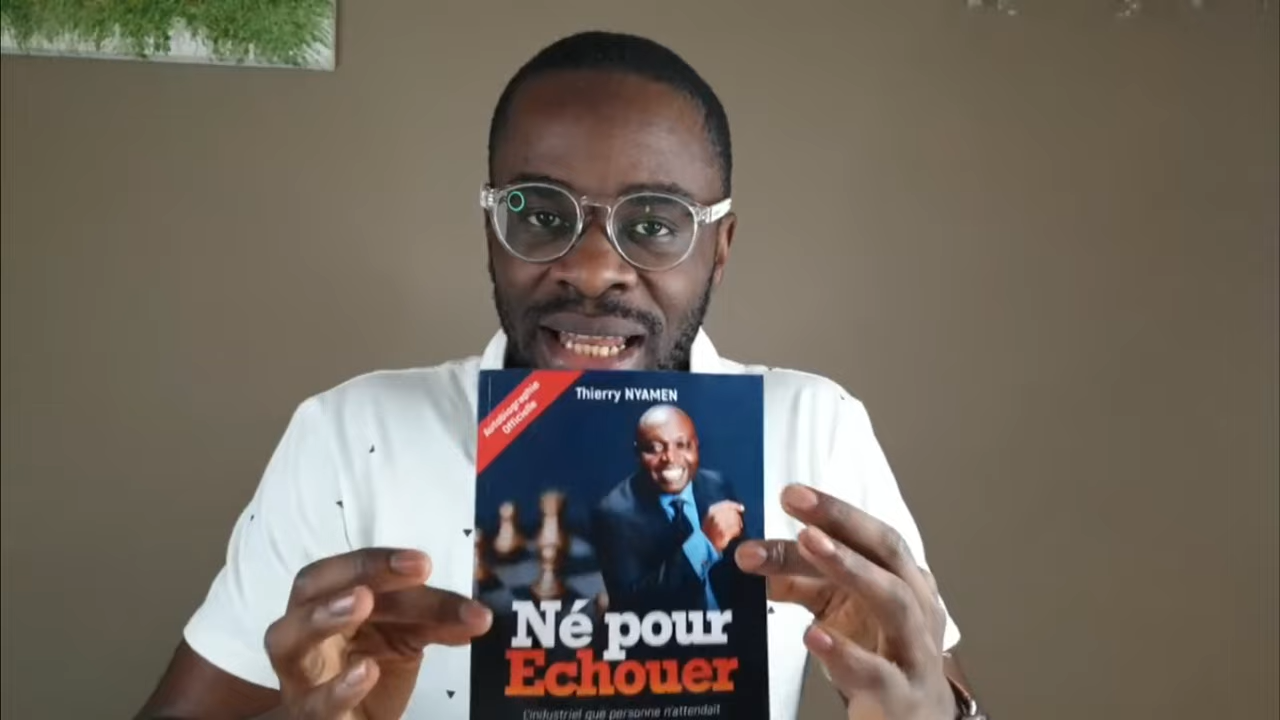 Autobiographie
Officielle
Thierry NYAMEN
Né pour
Echouer
L'industriel que personne n'attendait